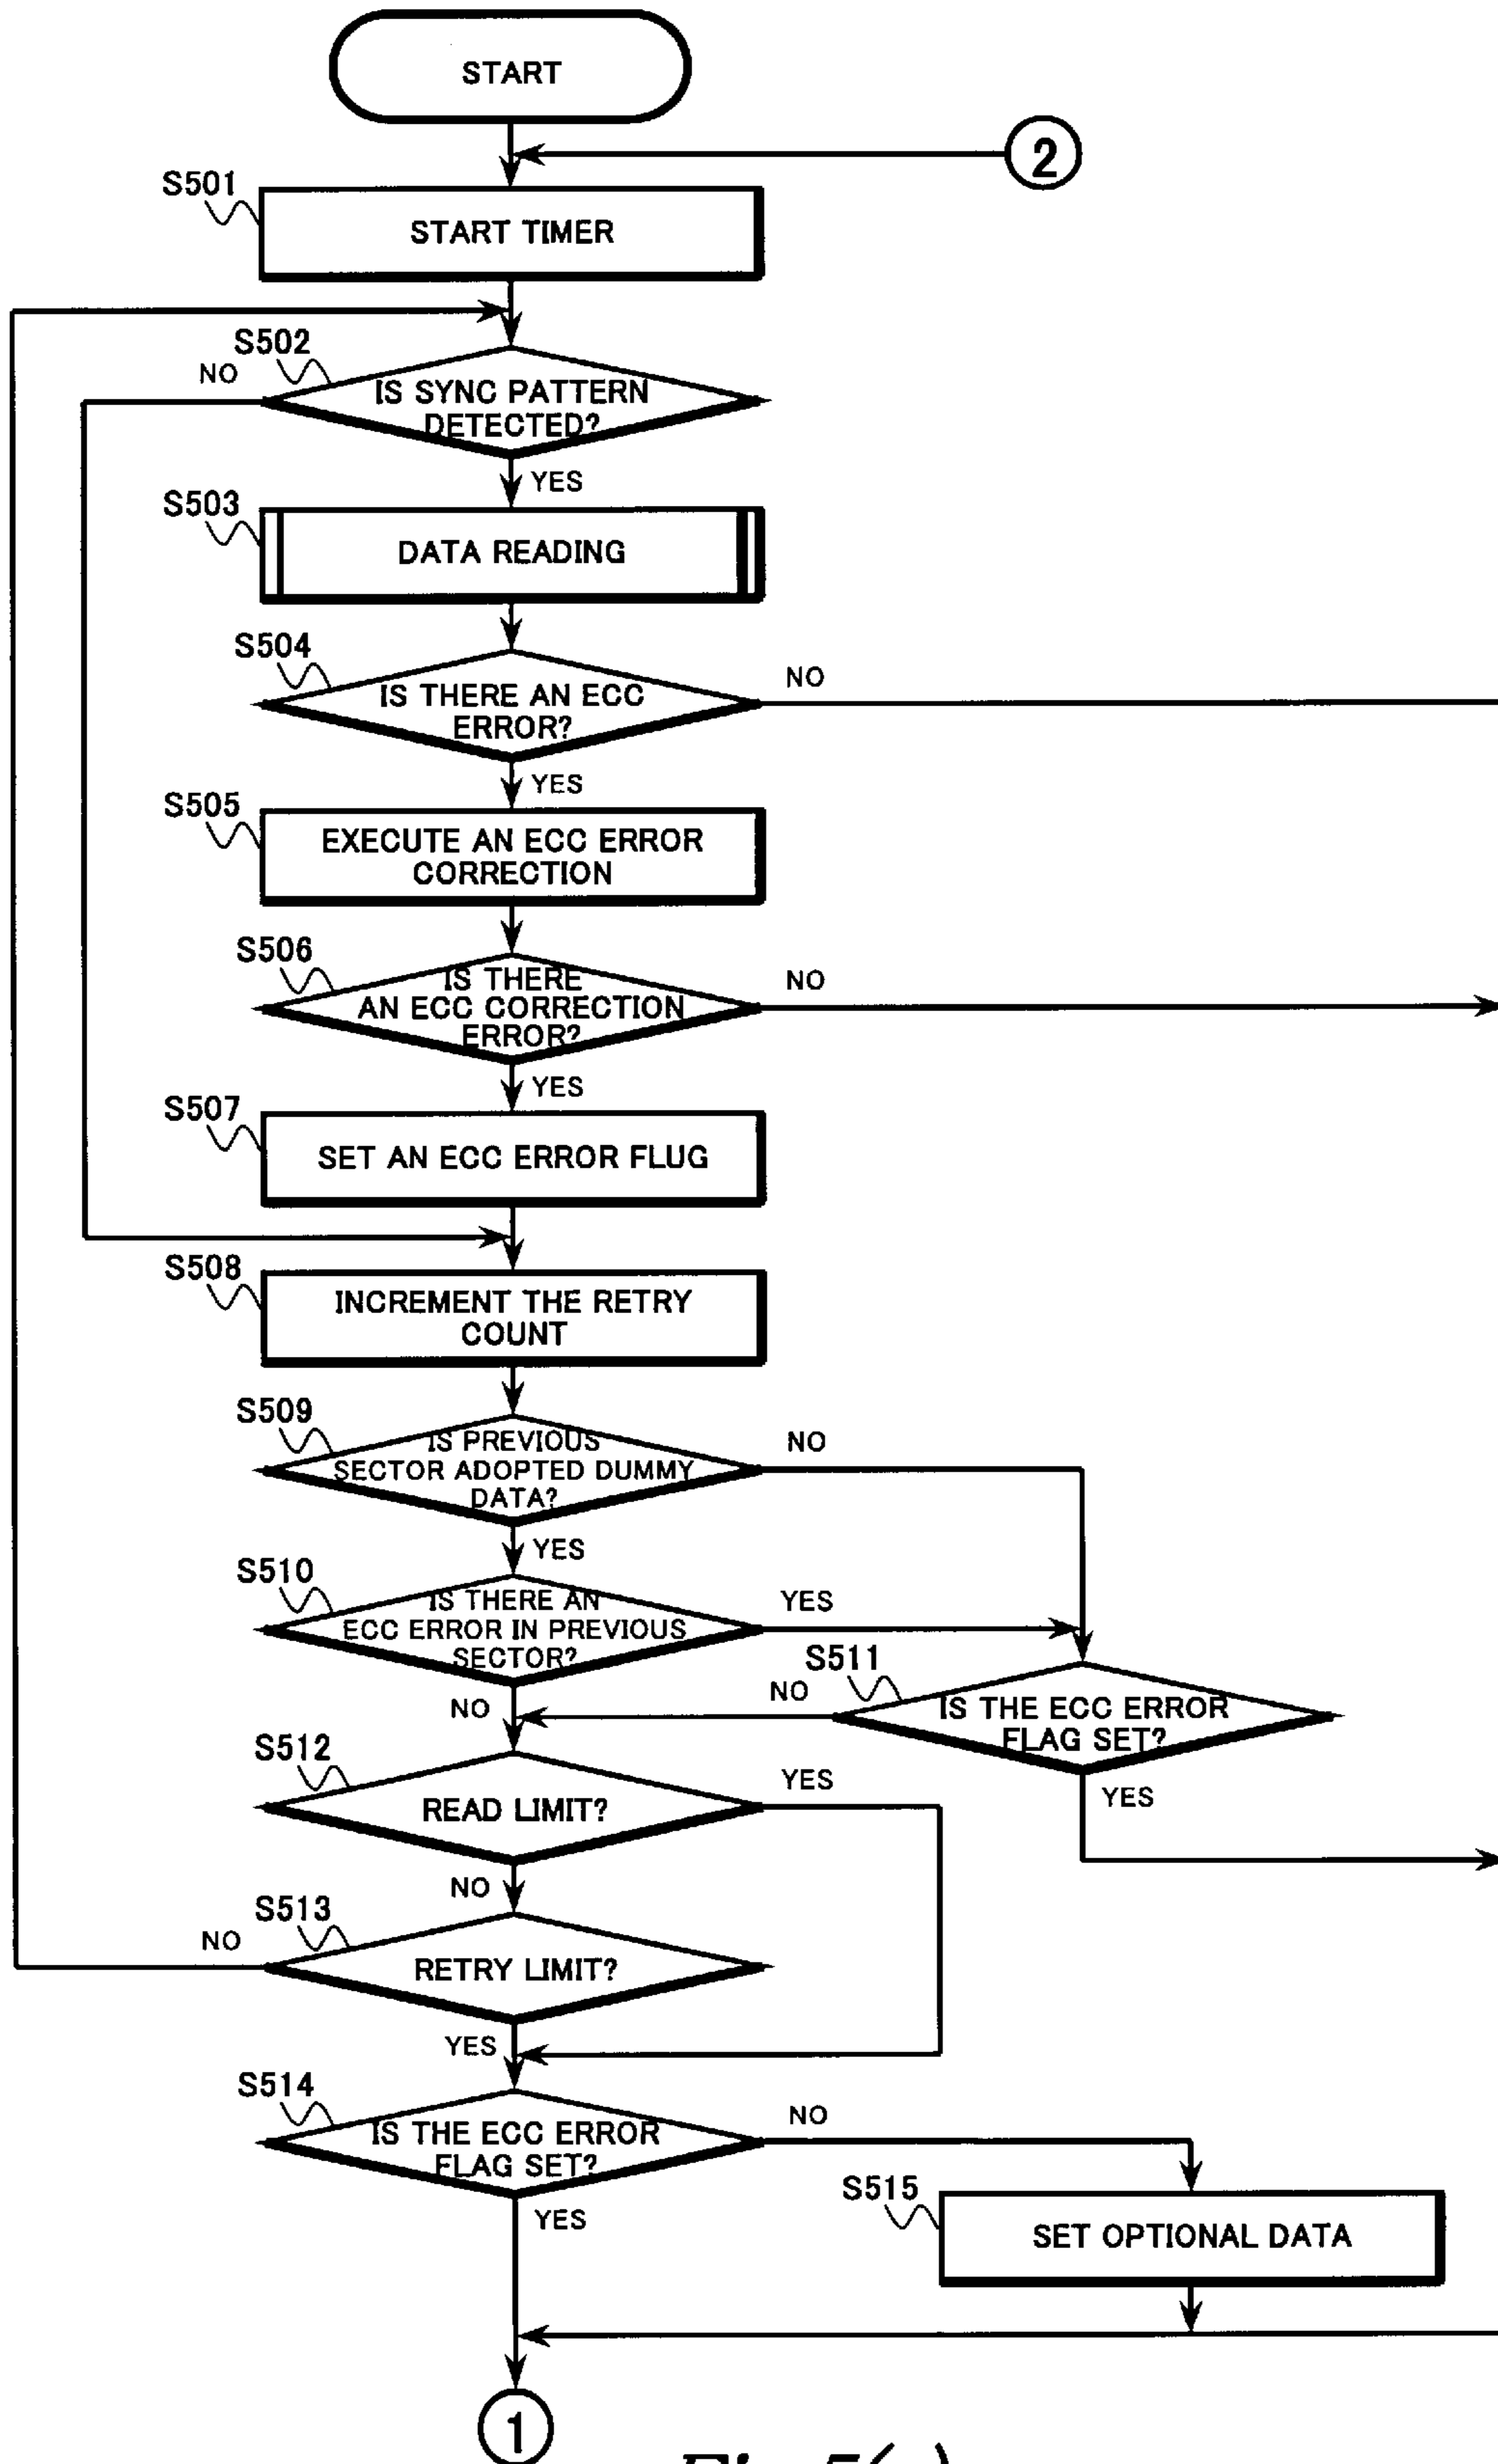 START
2
S501
START TIMER
S502
NO
IS SYNC PATTERN
DETECTED?
YES
S503
DATA READING
S504
NO
IS THERE AN ECC
ERROR?
YES
S505
EXECUTE AN ECC ERROR
CORRECTION
S506
NO
IS THERE
AN ECC CORRECTION
ERROR?
YES
S507
SET AN ECC ERROR FLUG
S508
INCREMENT THE RETRY
COUNT
S509
NO
IS PREVIOUS
SECTOR ADOPTED DUMMY
DATA?
YES
S510
YES
IS THERE AN
ECC ERROR IN PREVIOUS
SECTOR?
S511
NO
NO
IS THE ECC ERROR
FLAG SET?
S512
YES
YES
READ LIMIT?
NO
S513
NO
RETRY LIMIT?
YES
S514
NO
IS THE ECC ERROR
FLAG SET?
S515
YES
SET OPTIONAL DATA
1